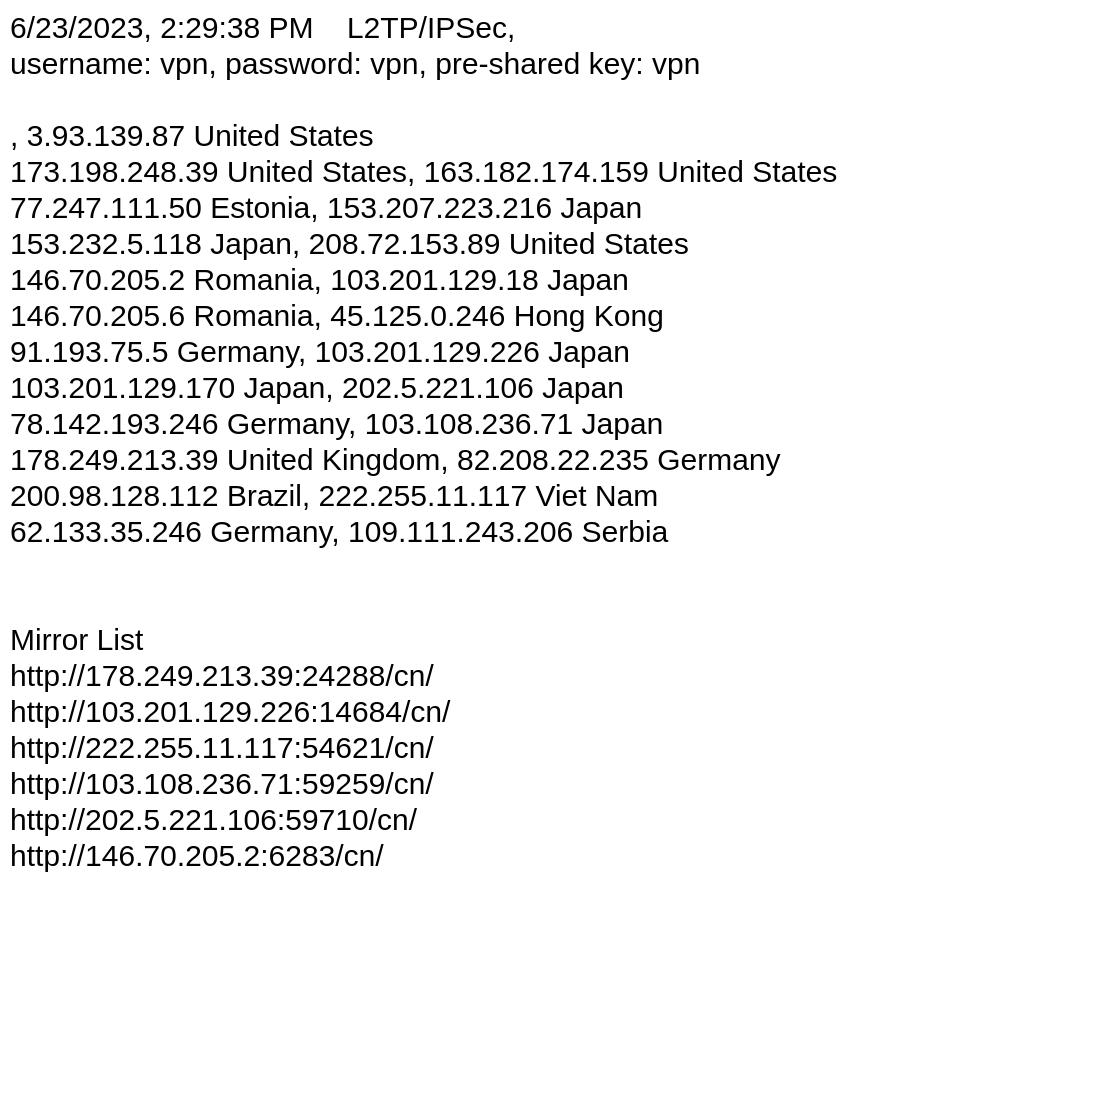 6/23/2023, 2:29:38 PM    L2TP/IPSec,
username: vpn, password: vpn, pre-shared key: vpn
, 3.93.139.87 United States
173.198.248.39 United States, 163.182.174.159 United States
77.247.111.50 Estonia, 153.207.223.216 Japan
153.232.5.118 Japan, 208.72.153.89 United States
146.70.205.2 Romania, 103.201.129.18 Japan
146.70.205.6 Romania, 45.125.0.246 Hong Kong
91.193.75.5 Germany, 103.201.129.226 Japan
103.201.129.170 Japan, 202.5.221.106 Japan
78.142.193.246 Germany, 103.108.236.71 Japan
178.249.213.39 United Kingdom, 82.208.22.235 Germany
200.98.128.112 Brazil, 222.255.11.117 Viet Nam
62.133.35.246 Germany, 109.111.243.206 Serbia
Mirror List
http://178.249.213.39:24288/cn/
http://103.201.129.226:14684/cn/
http://222.255.11.117:54621/cn/
http://103.108.236.71:59259/cn/
http://202.5.221.106:59710/cn/
http://146.70.205.2:6283/cn/